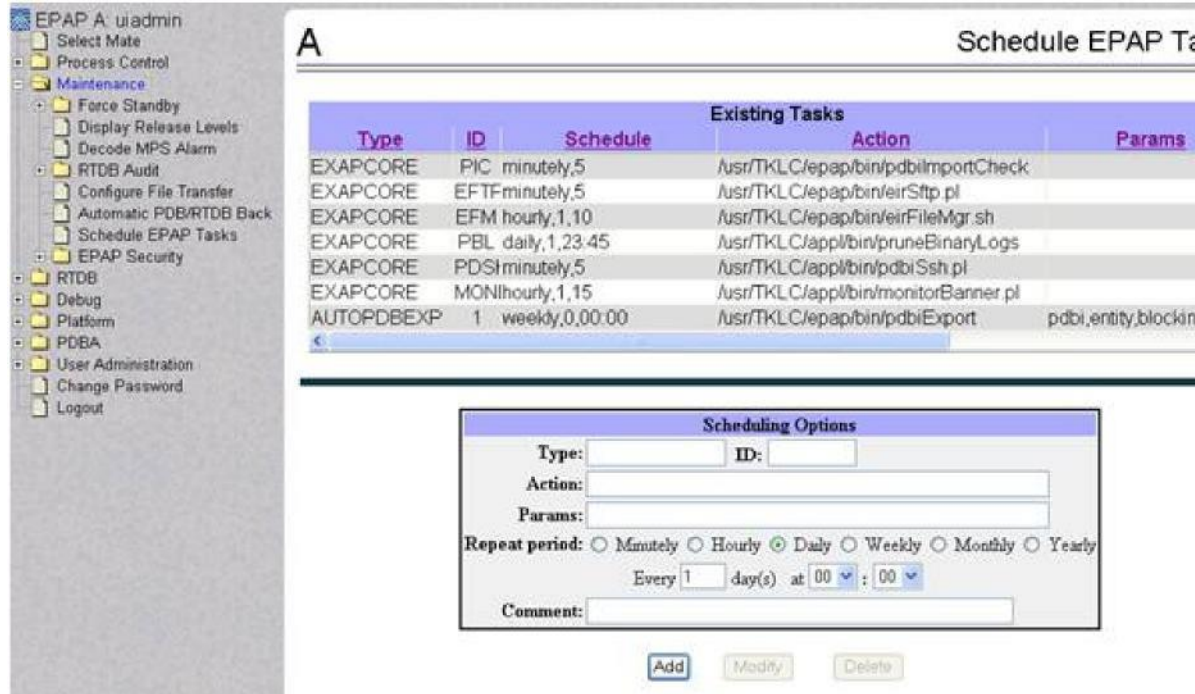 EPAP A: uiadmin
Select Mate
Process Control
Maintenance
Force Standby
Display Release Levels
Decode MPS Alarm
RTDB Audit
Configure File Transfer
Automatic PDB/RTDB Back
Schedule EPAP Tasks
EPAP Security
RTDB
Debug
Platform
PDBA
User Administration
Change Password
Logout
A
Schedule EPAP Ta
Existing Tasks
Type ID Schedule Action Params
EXAPCORE PIC minutely,5 /usr/TKLC/epap/bin/pdbiImportCheck
EXAPCORE EFTF minutely,5 /usr/TKLC/epap/bin/eirSftp.pl
EXAPCORE EFM hourly,1,10 /usr/TKLC/epap/bin/eirFileMgr.sh
EXAPCORE PBL daily,1,23:45 /usr/TKLC/appl/bin/pruneBinaryLogs
EXAPCORE PDSH minutely,5 /usr/TKLC/appl/bin/pdbiSsh.pl
EXAPCORE MONI hourly,1,15 /usr/TKLC/appl/bin/monitorBanner.pl
AUTOPDBEXP 1 weekly,0,00:00 /usr/TKLC/epap/bin/pdbiExport pdbi,entity,blockin
Scheduling Options
Type: ID:
Action:
Params:
Repeat period: Minutely Hourly Daily Weekly Monthly Yearly
Every 1 day(s) at 00 : 00
Comment:
Add Modify Delete